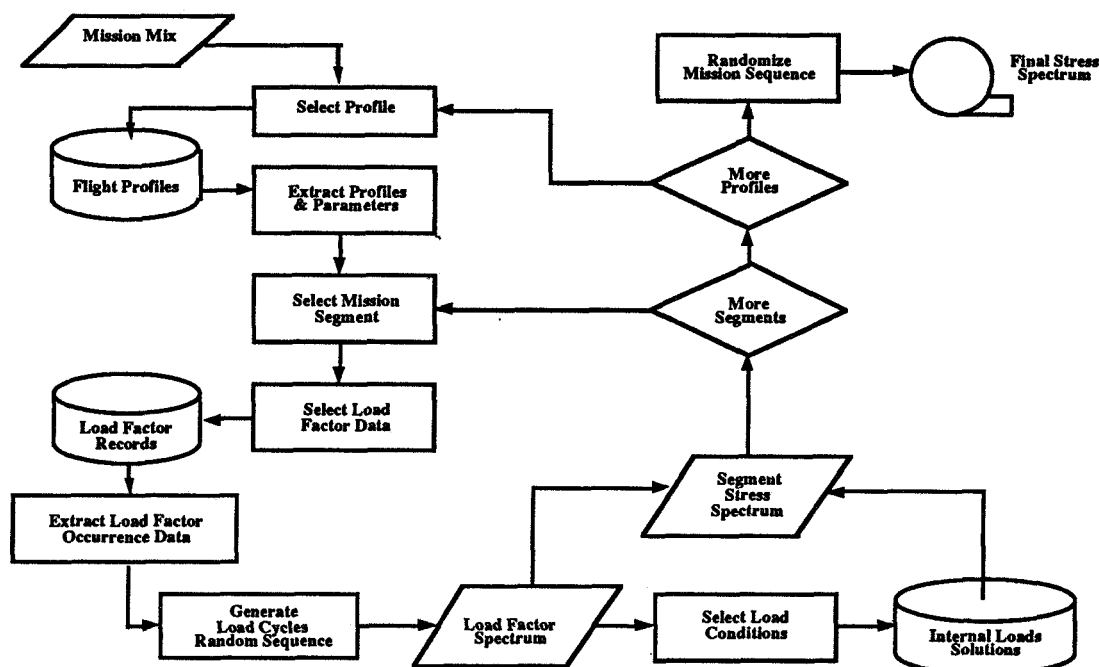 Mission Mix
Select Profile
Flight Profiles
Extract Profiles
& Parameters
Select Mission
Segment
Select Load
Factor Data
Load Factor
Records
Extract Load Factor
Occurrence Data
Generate
Load Cycles
Random Sequence
Load Factor
Spectrum
Select Load
Conditions
Internal Loads
Solutions
Segment
Stress
Spectrum
More
Segments
More
Profiles
Randomize
Mission Sequence
Final Stress
Spectrum